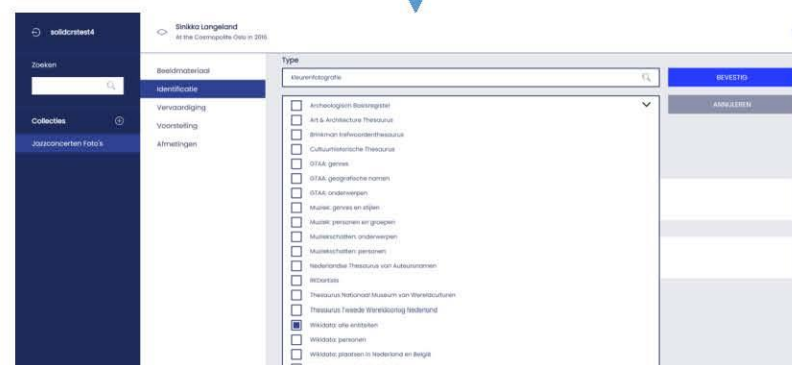 solidcrstest4
Sinikka Langeland
At the Cosmopolite Oslo in 2016
Zoeken
Collecties
Jazzconcerten Foto's
Beeldmateriaal
Identificatie
Vervaardiging
Voorstelling
Afmetingen
Type
kleurenfotografie
BEVESTIG
ANNULEREN
Archeologisch Basisregister
Art & Architecture Thesaurus
Brinkman trefwoordenthesaurus
Cultuurhistorische Thesaurus
GTAA: genres
GTAA: geografische namen
GTAA: onderwerpen
Muziek: genres en stijlen
Muziek: personen en groepen
Muziekschatten: onderwerpen
Muziekschatten: personen
Nederlandse Thesaurus van Auteursnamen
RKDartists
Thesaurus Nationaal Museum van Wereldculturen
Thesaurus Tweede Wereldoorlog Nederland
Wikidata: alle entiteiten
Wikidata: personen
Wikidata: plaatsen in Nederland en België